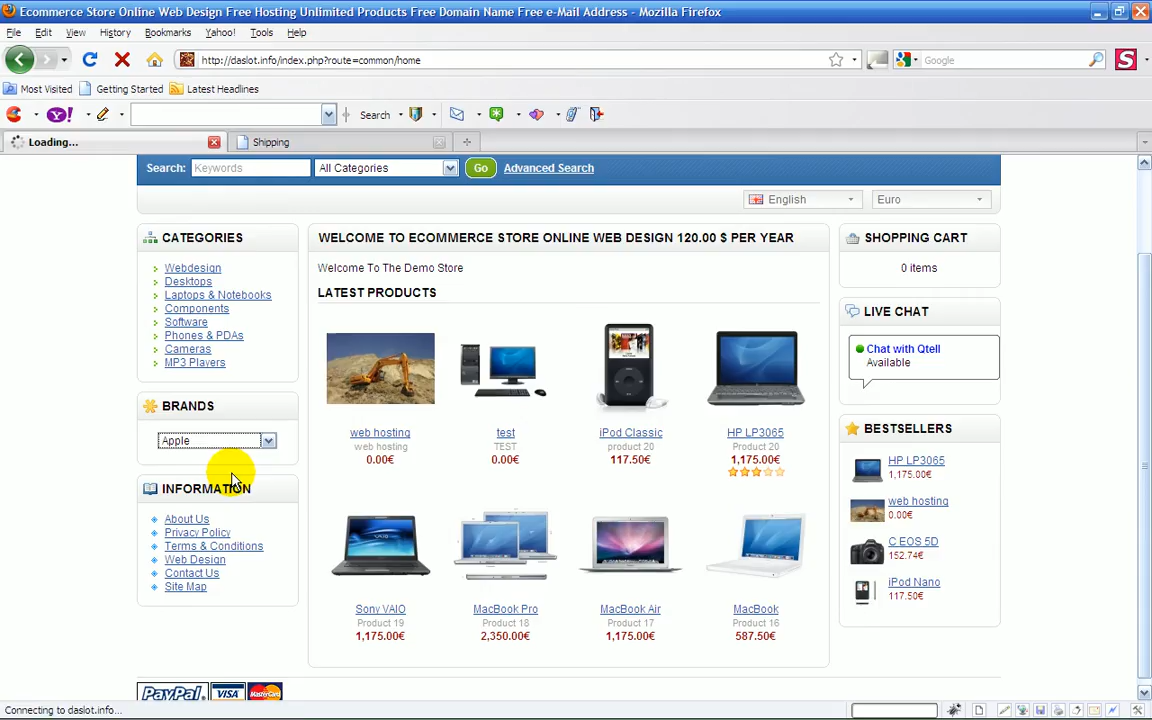 Ecommerce Store Online Web Design Free Hosting Unlimited Products Free Domain Name Free e-Mail Address - Mozilla Firefox
File Edit View History Bookmarks Yahoo! Tools Help
http://daslot.info/index.php?route=common/home
Google
Most Visited Getting Started Latest Headlines
Search
Loading... Shipping
Search: Keywords All Categories Go Advanced Search
English Euro
CATEGORIES
Webdesign
Desktops
Laptops & Notebooks
Components
Software
Phones & PDAs
Cameras
MP3 Players
BRANDS
Apple
INFORMATION
About Us
Privacy Policy
Terms & Conditions
Web Design
Contact Us
Site Map
WELCOME TO ECOMMERCE STORE ONLINE WEB DESIGN 120.00 $ PER YEAR
Welcome To The Demo Store
LATEST PRODUCTS
web hosting test iPod Classic HP LP3065
web hosting TEST product 20 Product 20
0.00€ 0.00€ 117.50€ 1,175.00€
Sony VAIO MacBook Pro MacBook Air MacBook
Product 19 Product 18 Product 17 Product 16
1,175.00€ 2,350.00€ 1,175.00€ 587.50€
SHOPPING CART
0 items
LIVE CHAT
Chat with Qtell
Available
BESTSELLERS
HP LP3065
1,175.00€
web hosting
0.00€
C EOS 5D
152.74€
iPod Nano
117.50€
PayPal VISA MasterCard
Connecting to daslot.info...